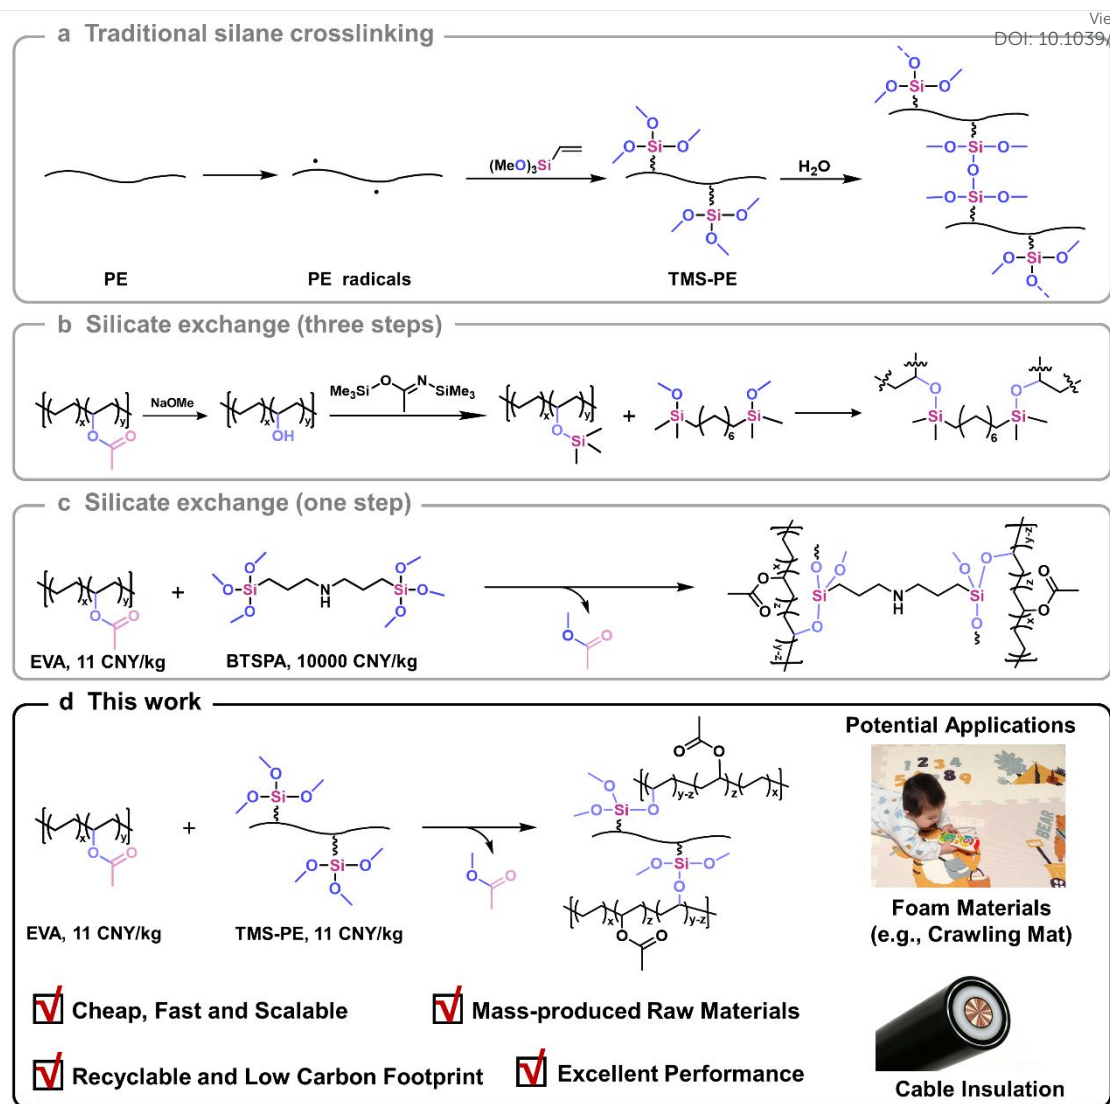 Vie
DOI: 10.1039/
a Traditional silane crosslinking
(MeO)₃Si
H₂O
PE
PE radicals
TMS-PE
b Silicate exchange (three steps)
NaOMe
Me₃Si O N SiMe₃
OH
+
c Silicate exchange (one step)
+
EVA, 11 CNY/kg
BTSPA, 10000 CNY/kg
d This work
Potential Applications
+
EVA, 11 CNY/kg
TMS-PE, 11 CNY/kg
Foam Materials
(e.g., Crawling Mat)
Cheap, Fast and Scalable
Mass-produced Raw Materials
Recyclable and Low Carbon Footprint
Excellent Performance
Cable Insulation